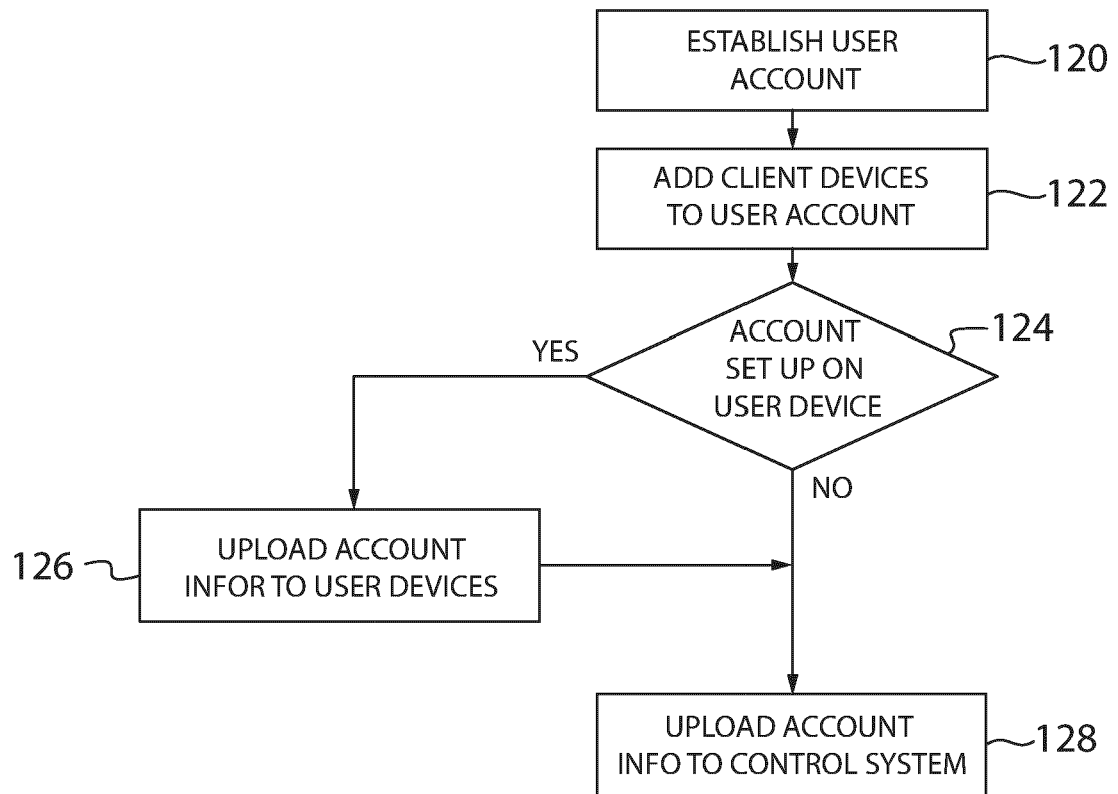 ESTABLISH USER
ACCOUNT
120
ADD CLIENT DEVICES
TO USER ACCOUNT
122
ACCOUNT
SET UP ON
USER DEVICE
124
YES
NO
UPLOAD ACCOUNT
INFOR TO USER DEVICES
126
UPLOAD ACCOUNT
INFO TO CONTROL SYSTEM
128